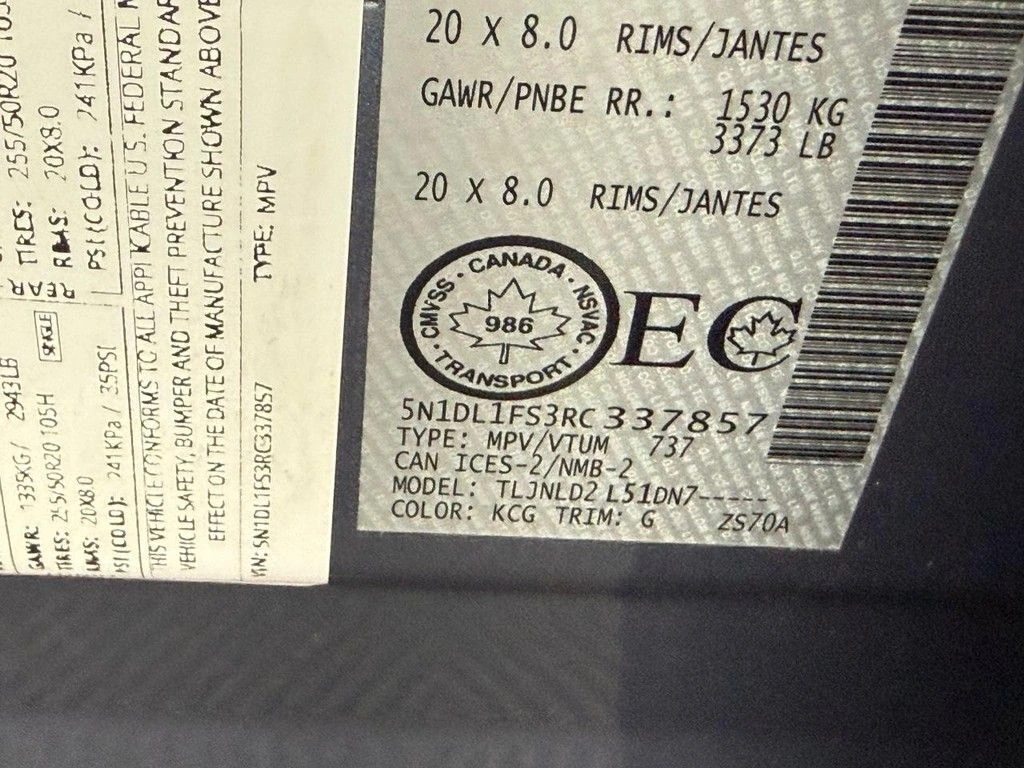 20 X 8.0 RIMS/JANTES
GAWR/PNBE RR.: 1530 KG
3373 LB
20 X 8.0 RIMS/JANTES
CANADA
CMVSS
NSVAC
986
TRANSPORT
EC
5N1DL1FS3RC337857
TYPE: MPV/VTUM 737
CAN ICES-2/NMB-2
MODEL: TLJNLD2 L51DN7-----
COLOR: KCG TRIM: G ZS70A
TIRES: 255/50R20
RIMS: 20X8.0
PSI(COLD): 241KPA /
GAWR: 1335KG/ 2943LB
TIRES: 255/50R20 105H SINGLE
20X8.0
PSI(COLD): 241KPA / 35PSI
THIS VEHICLE CONFORMS TO ALL APPLICABLE U.S. FEDERAL
VEHICLE SAFETY, BUMPER AND THEFT PREVENTION
EFFECT ON THE DATE OF MANUFACTURE SHOWN ABOVE
VIN: 5N1DL1FS3RC337857 TYPE: MPV